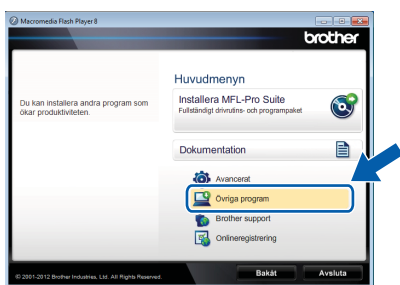 Macromedia Flash Player 8
brother
Huvudmenyn
Du kan installera andra program som
ökar produktiviteten.
Installera MFL-Pro Suite
Fullständigt drivrutins- och programpaket
Dokumentation
Avancerat
Övriga program
Brother support
Onlineregistrering
© 2001-2012 Brother Industries, Ltd. All Rights Reserved.
Bakåt
Avsluta